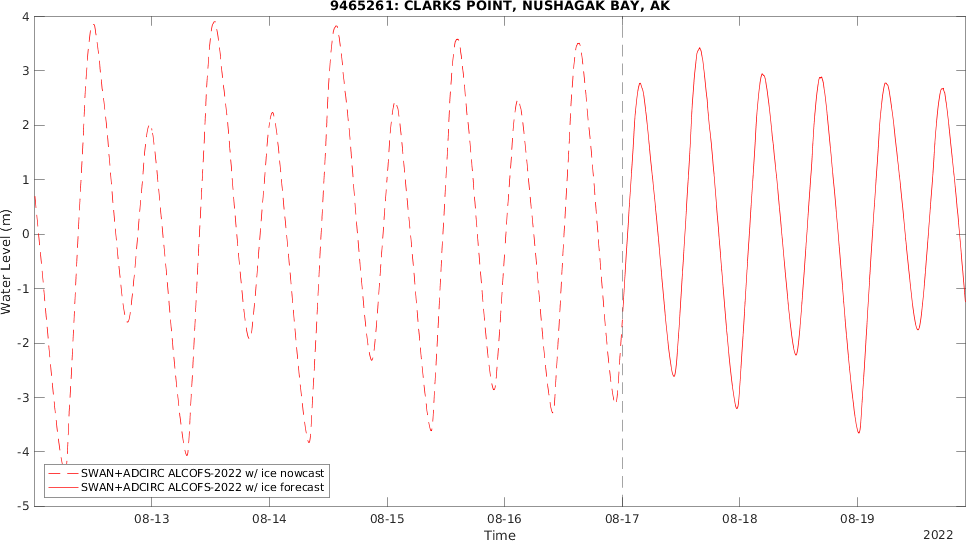 9465261: CLARKS POINT, NUSHAGAK BAY, AK
4
3
2
1
0
-1
-2
-3
-4
-5
Water Level (m)
SWAN+ADCIRC ALCOFS-2022 w/ ice nowcast
SWAN+ADCIRC ALCOFS-2022 w/ ice forecast
08-13 08-14 08-15 08-16 08-17 08-18 08-19
Time
2022